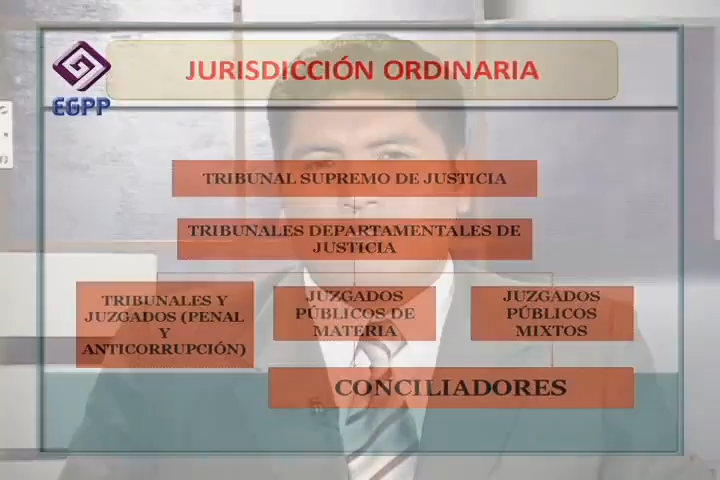 JURISDICCIÓN ORDINARIA
EGPP
TRIBUNAL SUPREMO DE JUSTICIA
TRIBUNALES DEPARTAMENTALES DE
JUSTICIA
TRIBUNALES Y
JUZGADOS (PENAL
Y
ANTICORRUPCIÓN)
JUZGADOS
PÚBLICOS DE
MATERIA
JUZGADOS
PÚBLICOS
MIXTOS
CONCILIADORES